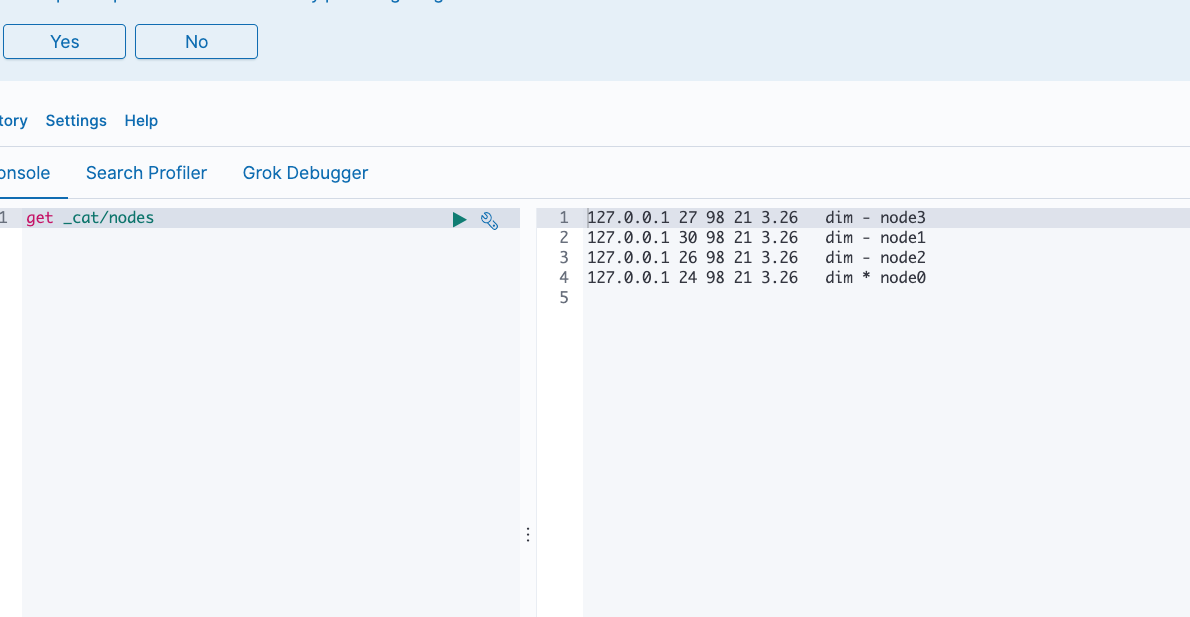 Yes No
tory Settings Help
onsole Search Profiler Grok Debugger
1 get _cat/nodes
1 127.0.0.1 27 98 21 3.26 dim - node3
2 127.0.0.1 30 98 21 3.26 dim - node1
3 127.0.0.1 26 98 21 3.26 dim - node2
4 127.0.0.1 24 98 21 3.26 dim * node0
5